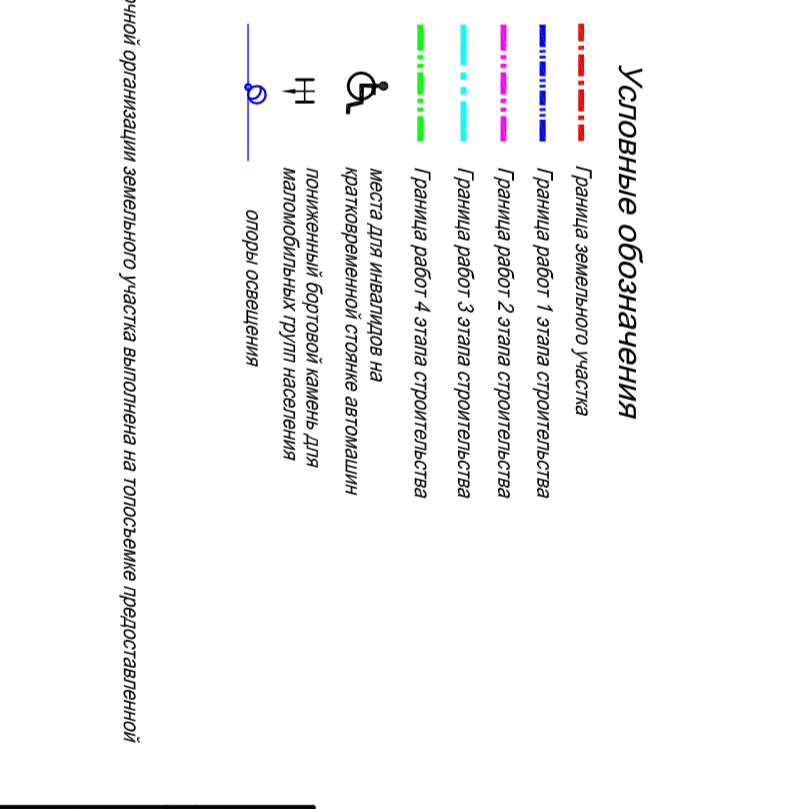 Условные обозначения
Граница земельного участка
Граница работ 1 этапа строительства
Граница работ 2 этапа строительства
Граница работ 3 этапа строительства
Граница работ 4 этапа строительства
места для инвалидов на
кратковременной стоянке автомашин
пониженный бортовой камень для
маломобильных групп населения
опоры освещения
организации земельного участка выполнена на топосъемке предоставленной